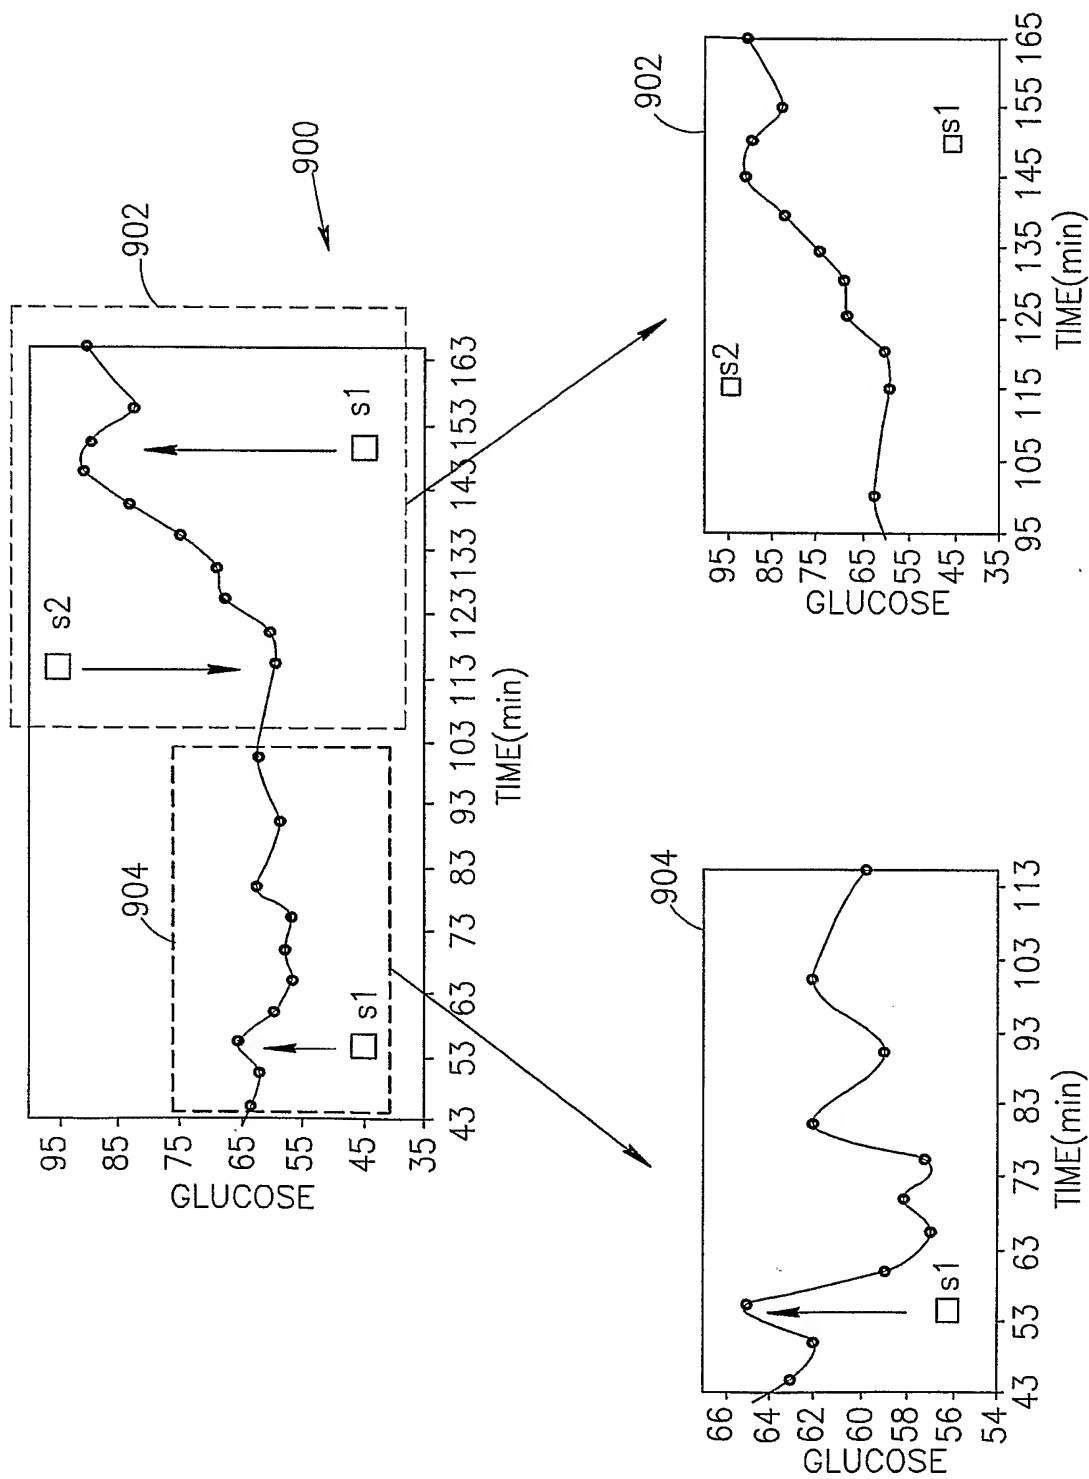 900
902
904
s2
s1
s1
95
85
75
65
55
45
35
GLUCOSE
43 53 63 73 83 93 103 113 123 133 143 153 163
TIME(min)
904
66
64
62
60
58
56
54
GLUCOSE
s1
43 53 63 73 83 93 103 113
TIME(min)
902
95
85
75
65
55
45
35
GLUCOSE
s2
s1
95 105 115 125 135 145 155 165
TIME(min)